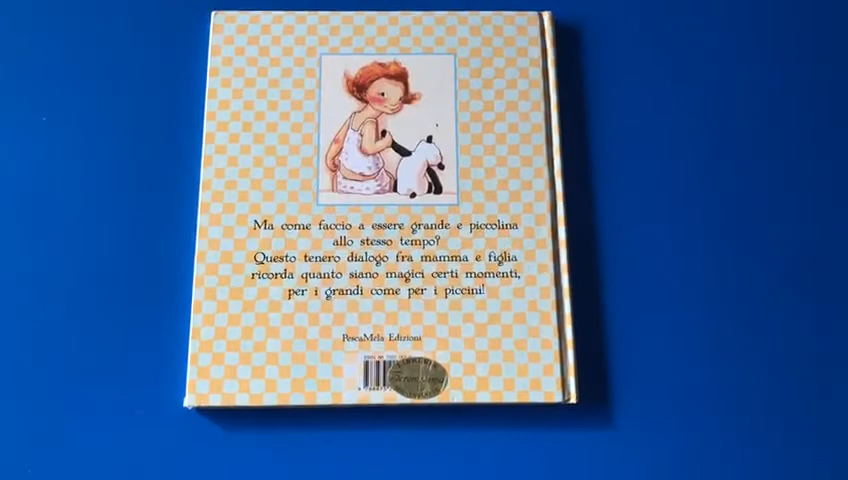 Ma come faccio a essere grande e piccolina
allo stesso tempo?
Questo tenero dialogo fra mamma e figlia
ricorda quanto siano magici certi momenti,
per i grandi come per i piccini!
PescaMela Edizioni